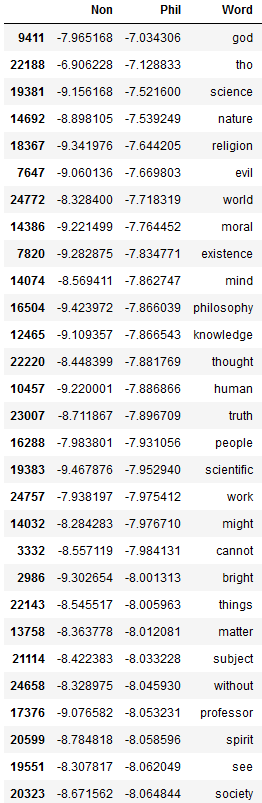 Non Phil Word
9411 -7.965168 -7.034306 god
22188 -6.906228 -7.128833 tho
19381 -9.156168 -7.521600 science
14692 -8.898105 -7.539249 nature
18367 -9.341976 -7.644205 religion
7647 -9.060136 -7.669803 evil
24772 -8.328400 -7.718319 world
14386 -9.221499 -7.764452 moral
7820 -9.282875 -7.834771 existence
14074 -8.569411 -7.862747 mind
16504 -9.423972 -7.866039 philosophy
12465 -9.109357 -7.866543 knowledge
22220 -8.448399 -7.881769 thought
10457 -9.220001 -7.886866 human
23007 -8.711867 -7.896709 truth
16288 -7.983801 -7.931056 people
19383 -9.467876 -7.952940 scientific
24757 -7.938197 -7.975412 work
14032 -8.284283 -7.976710 might
3332 -8.557119 -7.984131 cannot
2986 -9.302654 -8.001313 bright
22143 -8.545517 -8.005963 things
13758 -8.363778 -8.012081 matter
21114 -8.422383 -8.033228 subject
24658 -8.328975 -8.045930 without
17376 -9.076582 -8.053231 professor
20599 -8.784818 -8.058596 spirit
19551 -8.307817 -8.062049 see
20323 -8.671562 -8.064844 society